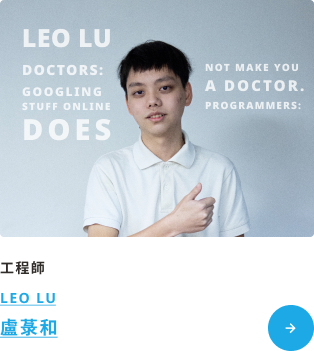 LEO LU
DOCTORS:
GOOGLING
STUFF ONLINE
DOES
NOT MAKE YOU
A DOCTOR.
PROGRAMMERS:
工程師
LEO LU
盧菉和